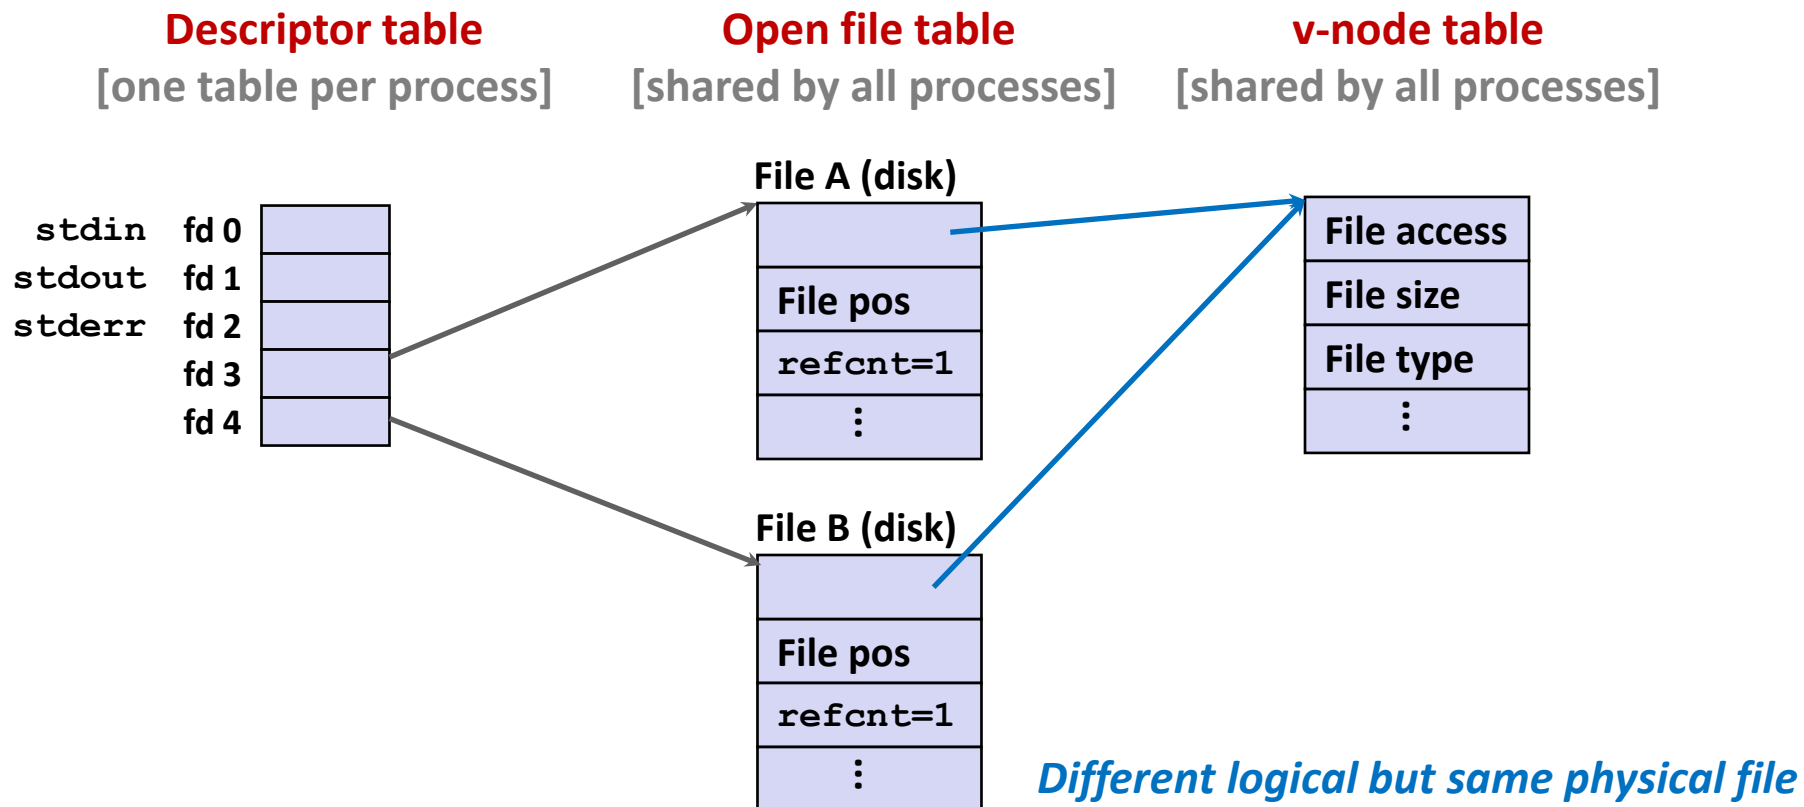 Descriptor table
[one table per process]
Open file table
[shared by all processes]
v-node table
[shared by all processes]
stdin fd 0
stdout fd 1
stderr fd 2
fd 3
fd 4
File A (disk)
File pos
refcnt=1
⋮
File B (disk)
File pos
refcnt=1
⋮
File access
File size
File type
⋮
Different logical but same physical file